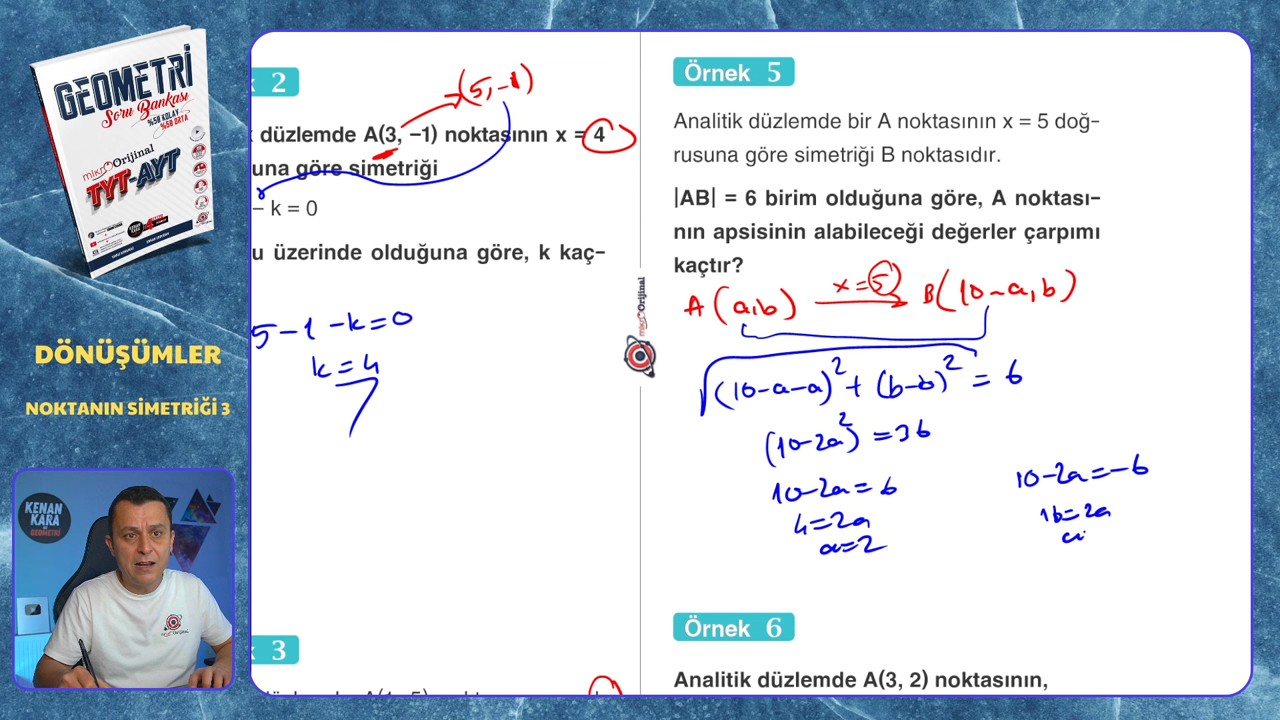 GEOMETRİ
Soru Bankası
%50 KOLAY
%50 ORTA
mikro Orijinal
TYT-AYT
DÖNÜŞÜMLER
NOKTANIN SİMETRİĞİ 3
KENAN
KARA
GEOMETRİ
2
(5, -1)
düzlemde A(3, −1) noktasının x = 4
una göre simetriği
− k = 0
u üzerinde olduğuna göre, k kaç-
5 - 1 - k = 0
k = 4
3
mikro Orijinal
Örnek 5
Analitik düzlemde bir A noktasının x = 5 doğ-
rusuna göre simetriği B noktasıdır.
|AB| = 6 birim olduğuna göre, A noktası-
nın apsisinin alabileceği değerler çarpımı
kaçtır?
A (a,b) x = 5 B(10-a, b)
√(10-a-a)² + (b-b)² = 6
(10-2a)² = 36
10-2a = 6 10-2a = -6
4 = 2a 16 = 2a
a = 2
Örnek 6
Analitik düzlemde A(3, 2) noktasının,